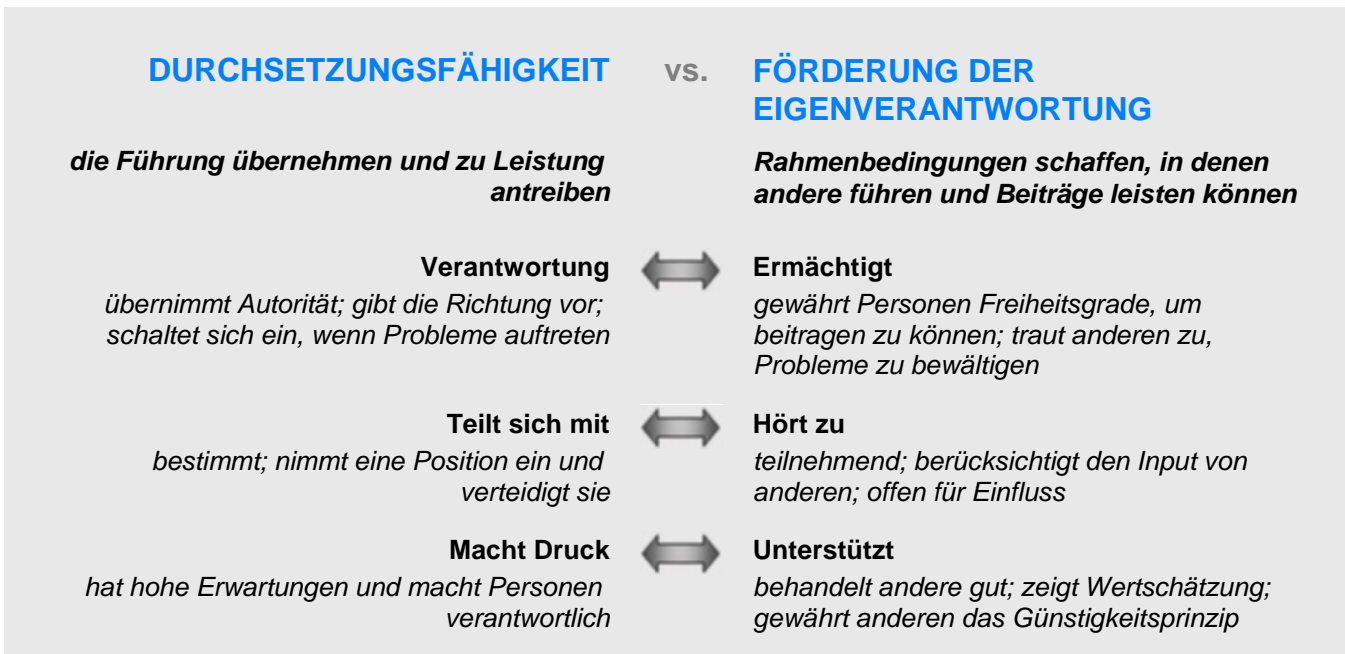 DURCHSETZUNGSFÄHIGKEIT vs. FÖRDERUNG DER
EIGENVERANTWORTUNG
die Führung übernehmen und zu Leistung
antreiben
Rahmenbedingungen schaffen, in denen
andere führen und Beiträge leisten können
Verantwortung
übernimmt Autorität; gibt die Richtung vor;
schaltet sich ein, wenn Probleme auftreten
Ermächtigt
gewährt Personen Freiheitsgrade, um
beitragen zu können; traut anderen zu,
Probleme zu bewältigen
Teilt sich mit
bestimmt; nimmt eine Position ein und
verteidigt sie
Hört zu
teilnehmend; berücksichtigt den Input von
anderen; offen für Einfluss
Macht Druck
hat hohe Erwartungen und macht Personen
verantwortlich
Unterstützt
behandelt andere gut; zeigt Wertschätzung;
gewährt anderen das Günstigkeitsprinzip